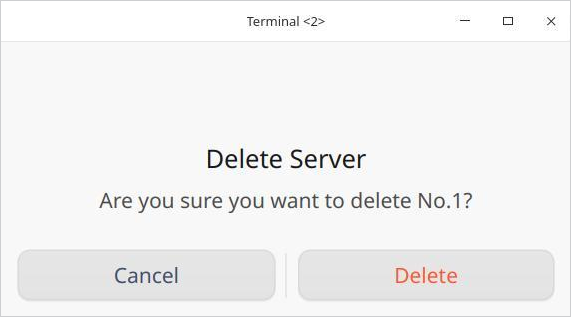 Terminal <2>
Delete Server
Are you sure you want to delete No.1?
Cancel
Delete